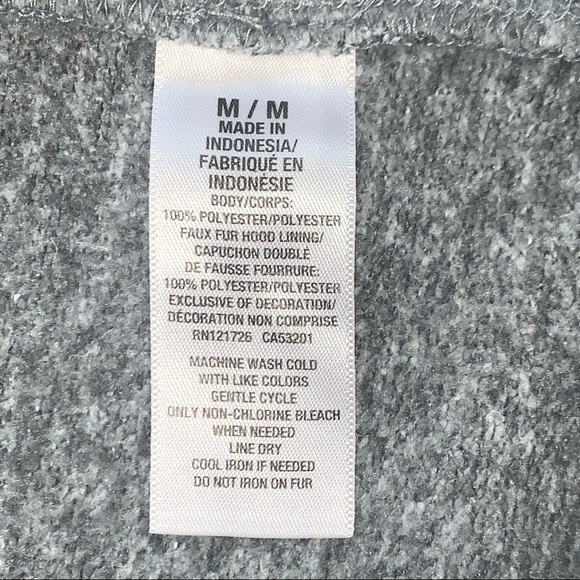 M / M
MADE IN
INDONESIA/
FABRIQUÉ EN
INDONÉSIE
BODY/CORPS:
100% POLYESTER/POLYESTER
FAUX FUR HOOD LINING/
CAPUCHON DOUBLÉ
DE FAUSSE FOURRURE:
100% POLYESTER/POLYESTER
EXCLUSIVE OF DECORATION/
DÉCORATION NON COMPRISE
RN121726 CA53201
MACHINE WASH COLD
WITH LIKE COLORS
GENTLE CYCLE
ONLY NON-CHLORINE BLEACH
WHEN NEEDED
LINE DRY
COOL IRON IF NEEDED
DO NOT IRON ON FUR